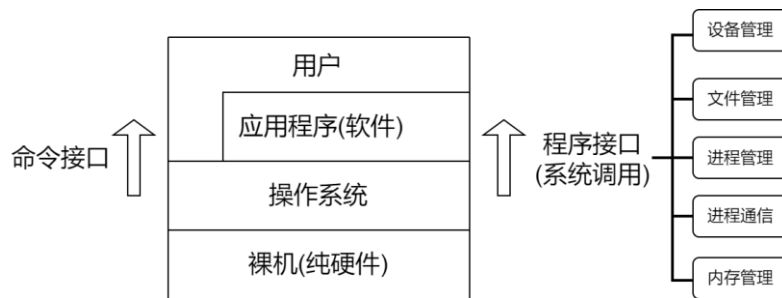 用户
应用程序(软件)
命令接口
操作系统
裸机(纯硬件)
程序接口
(系统调用)
设备管理
文件管理
进程管理
进程通信
内存管理